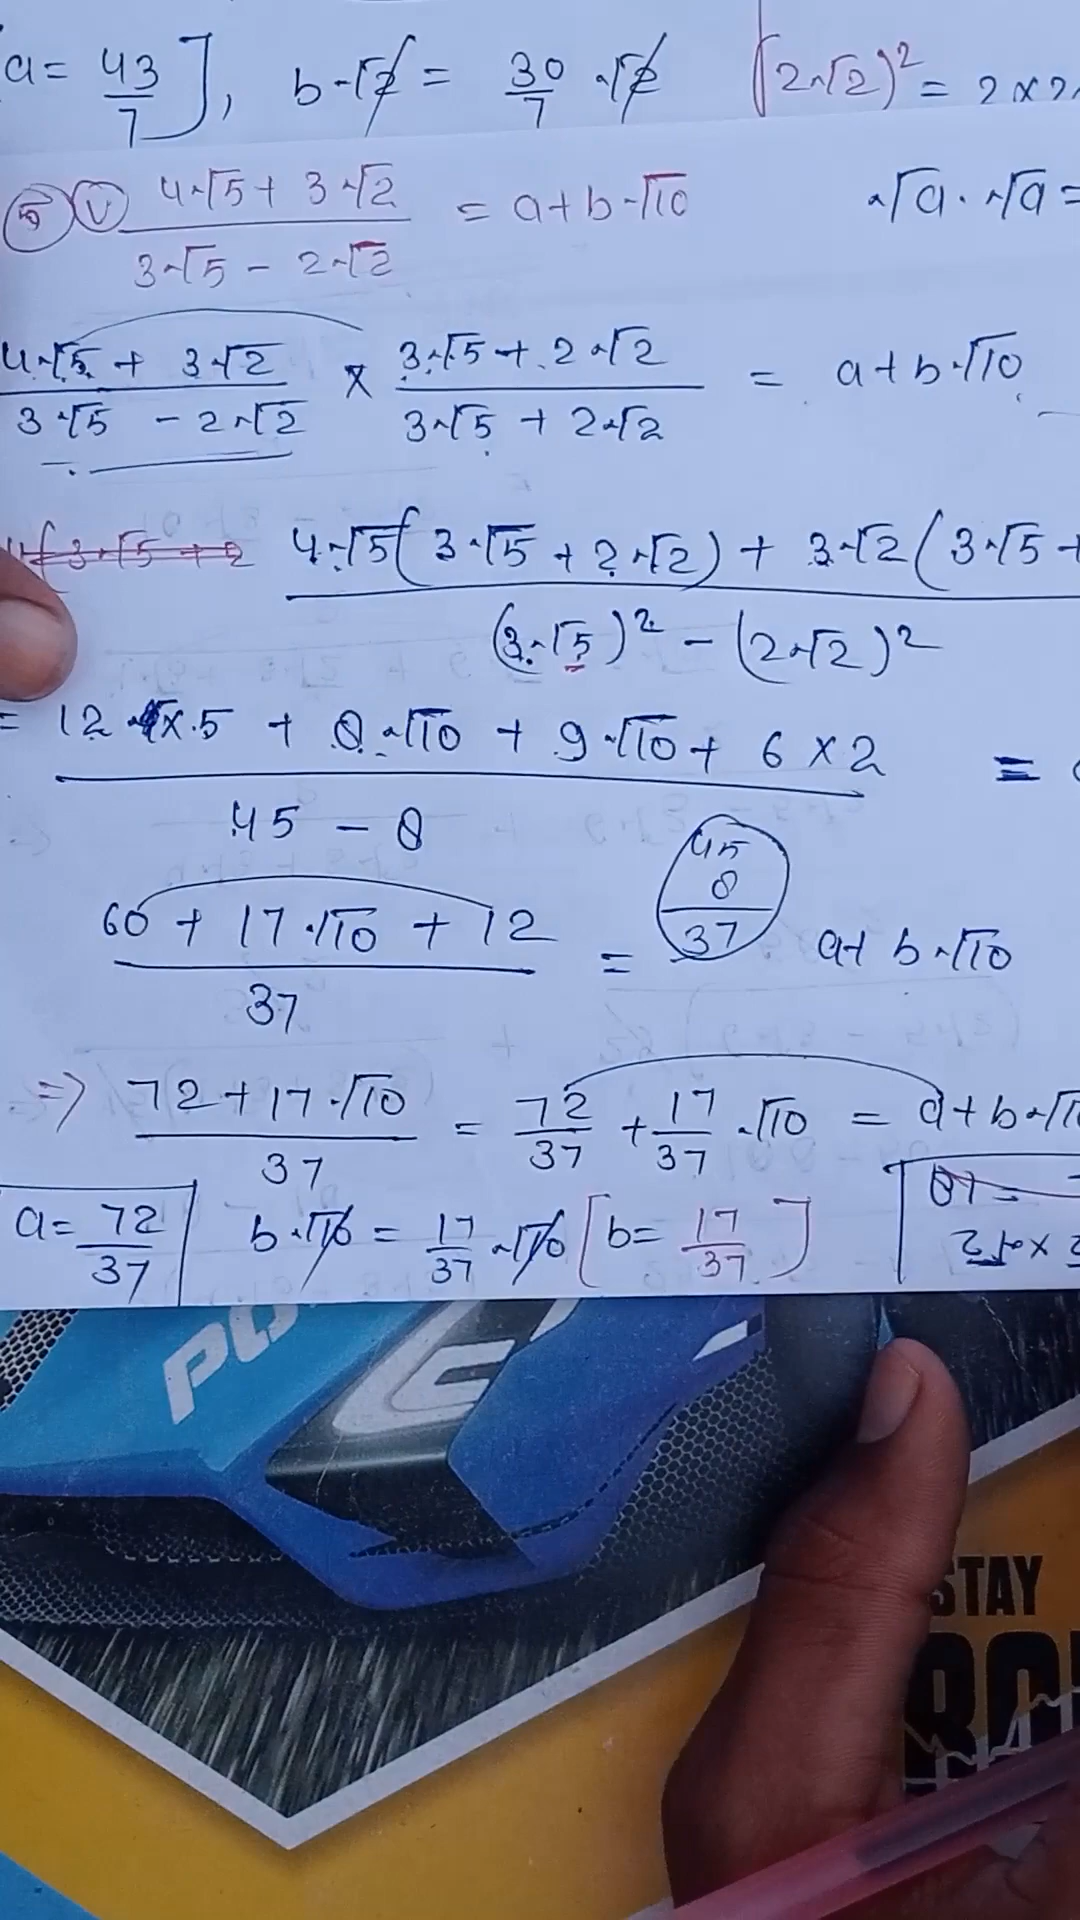 a = 43/7 ], b√2 = 30/7 √2 [(2√2)² = 2×2
5 V (4√5 + 3√2)/(3√5 - 2√2) = a+b√10 √a·√a =
(4√5 + 3√2)/(3√5 - 2√2) × (3√5 + 2√2)/(3√5 + 2√2) = a+b√10
(4√5(3√5 + 2√2) + 3√2(3√5 +)/((3√5)² - (2√2)²)
= (12 × 5 + 8√10 + 9√10 + 6×2)/(45 - 8) =
45
8
37
(60 + 17√10 + 12)/37 = a+b√10
⇒ (72+17√10)/37 = 72/37 + 17/37 √10 = a+b√10
a = 72/37 b√10 = 17/37 √10 [b = 17/37]
PO
STAY